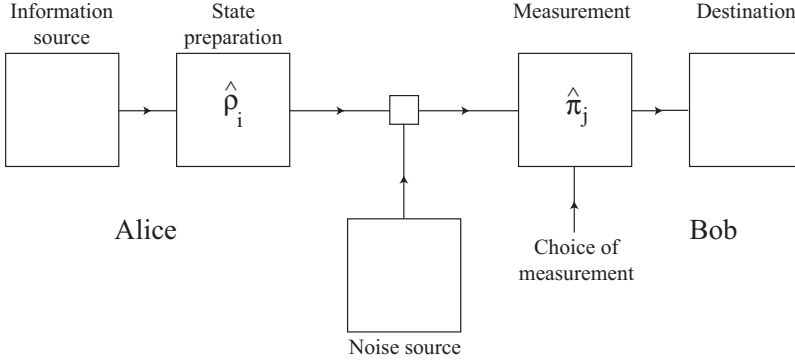 Information
source
State
preparation
Measurement
Destination
ρ̂i
π̂j
Alice
Choice of
measurement
Bob
Noise source